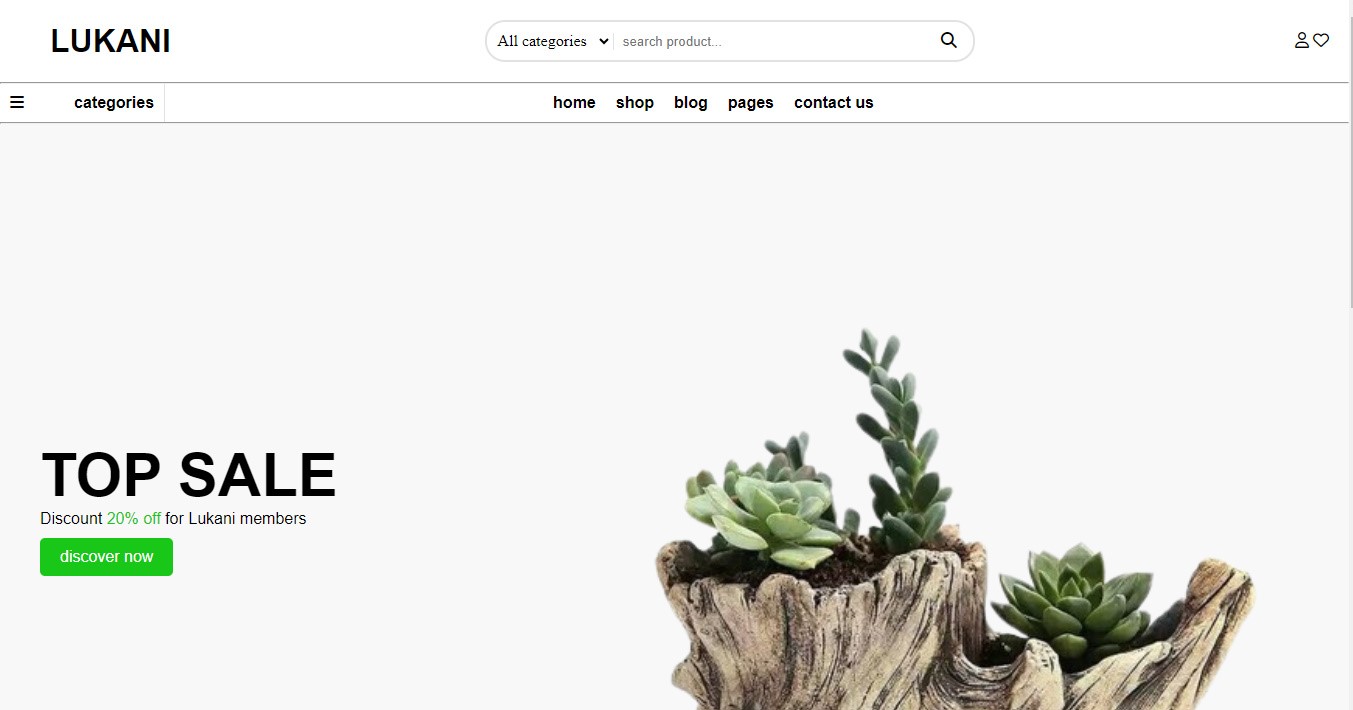 LUKANI
All categories
search product...
categories
home shop blog pages contact us
TOP SALE
Discount 20% off for Lukani members
discover now